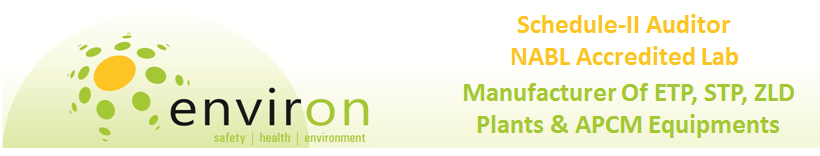 environ
safety | health | environment
Schedule-II Auditor
NABL Accredited Lab
Manufacturer Of ETP, STP, ZLD
Plants & APCM Equipments